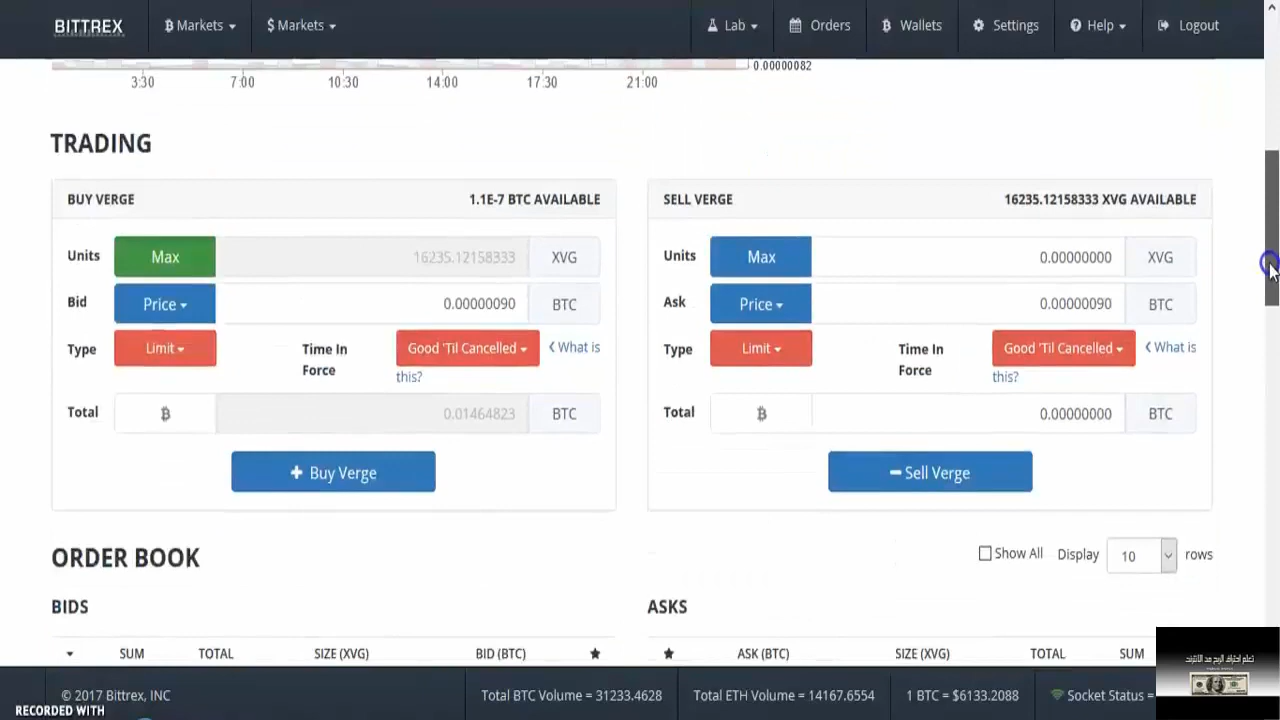 BITTREX
₿ Markets
$ Markets
Lab
Orders
₿ Wallets
Settings
Help
Logout
0.00000082
3:30 7:00 10:30 14:00 17:30 21:00
TRADING
BUY VERGE 1.1E-7 BTC AVAILABLE
Units Max 16235.12158333 XVG
Bid Price 0.00000090 BTC
Type Limit Time In Force Good 'Til Cancelled What is this?
Total ₿ 0.01464823 BTC
Buy Verge
SELL VERGE 16235.12158333 XVG AVAILABLE
Units Max 0.00000000 XVG
Ask Price 0.00000090 BTC
Type Limit Time In Force Good 'Til Cancelled What is this?
Total ₿ 0.00000000 BTC
Sell Verge
ORDER BOOK
Show All Display 10 rows
BIDS
SUM TOTAL SIZE (XVG) BID (BTC)
ASKS
ASK (BTC) SIZE (XVG) TOTAL SUM
© 2017 Bittrex, INC
Total BTC Volume = 31233.4628
Total ETH Volume = 14167.6554
1 BTC = $6133.2088
Socket Status =
RECORDED WITH
تعلم احتراف الربح من الانترنت